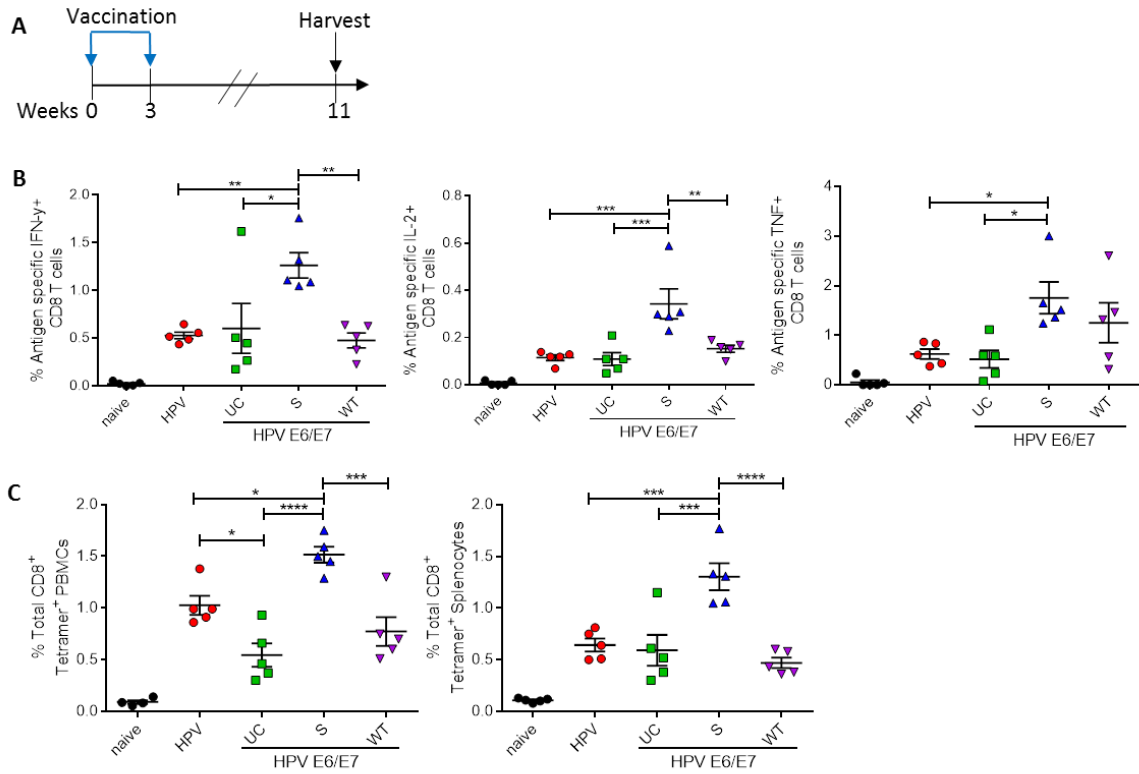 A
Vaccination
Harvest
Weeks 0 3 11
B
% Antigen specific IFN-y+
CD8 T cells
2.0
1.5
1.0
0.5
0.0
**
*
**
naive
HPV
UC
S
WT
HPV E6/E7
% Antigen specific IL-2+
CD8 T cells
0.8
0.6
0.4
0.2
0.0
***
***
**
naive
HPV
UC
S
WT
HPV E6/E7
% Antigen specific TNF+
CD8 T cells
4
3
2
1
0
*
*
naive
HPV
UC
S
WT
HPV E6/E7
C
% Total CD8+
Tetramer+ PBMCs
2.0
1.5
1.0
0.5
0.0
*
*
****
***
naive
HPV
UC
S
WT
HPV E6/E7
% Total CD8+
Tetramer+ Splenocytes
2.0
1.5
1.0
0.5
0.0
***
***
****
naive
HPV
UC
S
WT
HPV E6/E7